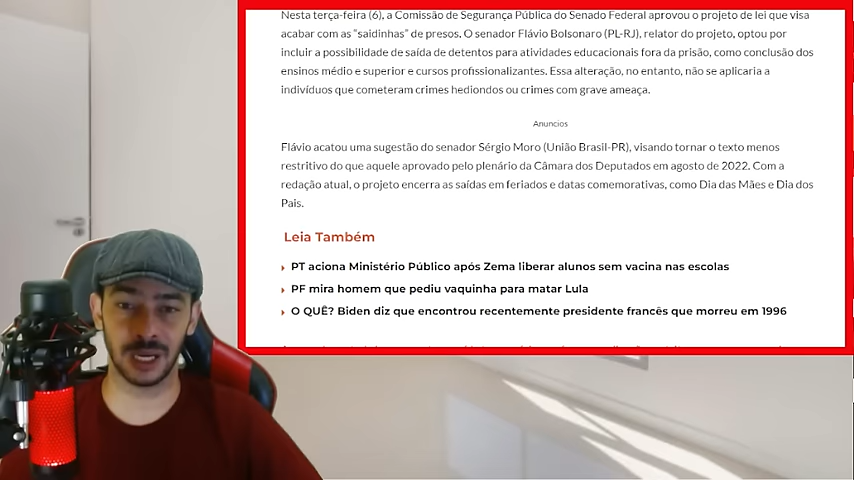 Nesta terça-feira (6), a Comissão de Segurança Pública do Senado Federal aprovou o projeto de lei que visa
acabar com as “saidinhas” de presos. O senador Flávio Bolsonaro (PL-RJ), relator do projeto, optou por
incluir a possibilidade de saída de detentos para atividades educacionais fora da prisão, como conclusão dos
ensinos médio e superior e cursos profissionalizantes. Essa alteração, no entanto, não se aplicaria a
indivíduos que cometeram crimes hediondos ou crimes com grave ameaça.
Anuncios
Flávio acatou uma sugestão do senador Sérgio Moro (União Brasil-PR), visando tornar o texto menos
restritivo do que aquele aprovado pelo plenário da Câmara dos Deputados em agosto de 2022. Com a
redação atual, o projeto encerra as saídas em feriados e datas comemorativas, como Dia das Mães e Dia dos
Pais.
Leia Também
PT aciona Ministério Público após Zema liberar alunos sem vacina nas escolas
PF mira homem que pediu vaquinha para matar Lula
O QUÊ? Biden diz que encontrou recentemente presidente francês que morreu em 1996